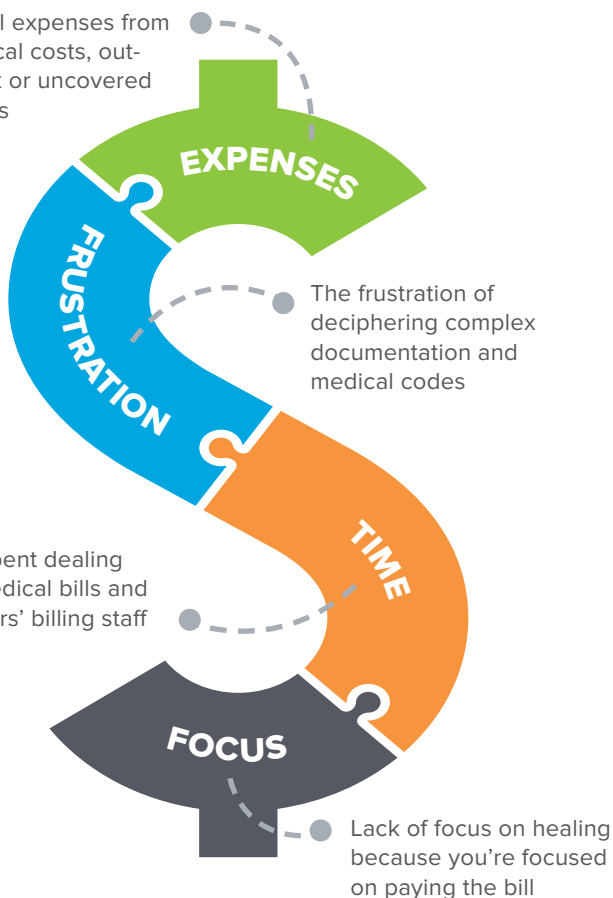 l expenses from
cal costs, out-
or uncovered
s
EXPENSES
FRUSTRATION
The frustration of
deciphering complex
documentation and
medical codes
TIME
ent dealing
edical bills and
rs’ billing staff
FOCUS
Lack of focus on healing
because you’re focused
on paying the bill